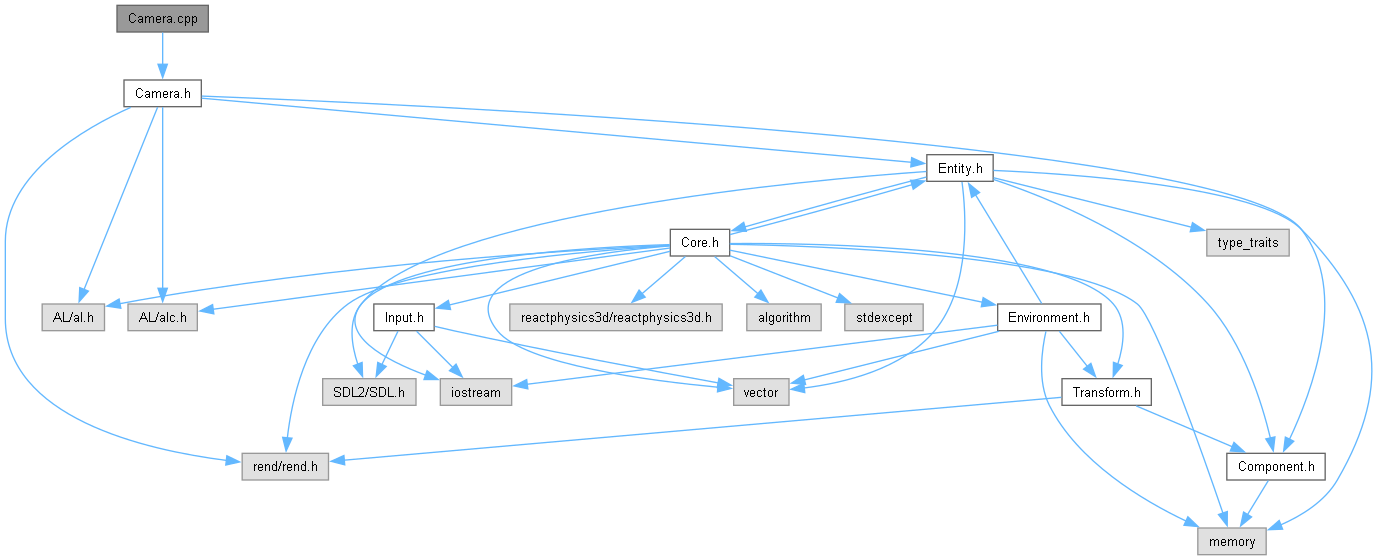 Camera.cpp
Camera.h
Entity.h
Core.h
type_traits
AL/al.h
AL/alc.h
Input.h
reactphysics3d/reactphysics3d.h
algorithm
stdexcept
Environment.h
SDL2/SDL.h
iostream
vector
Transform.h
rend/rend.h
Component.h
memory